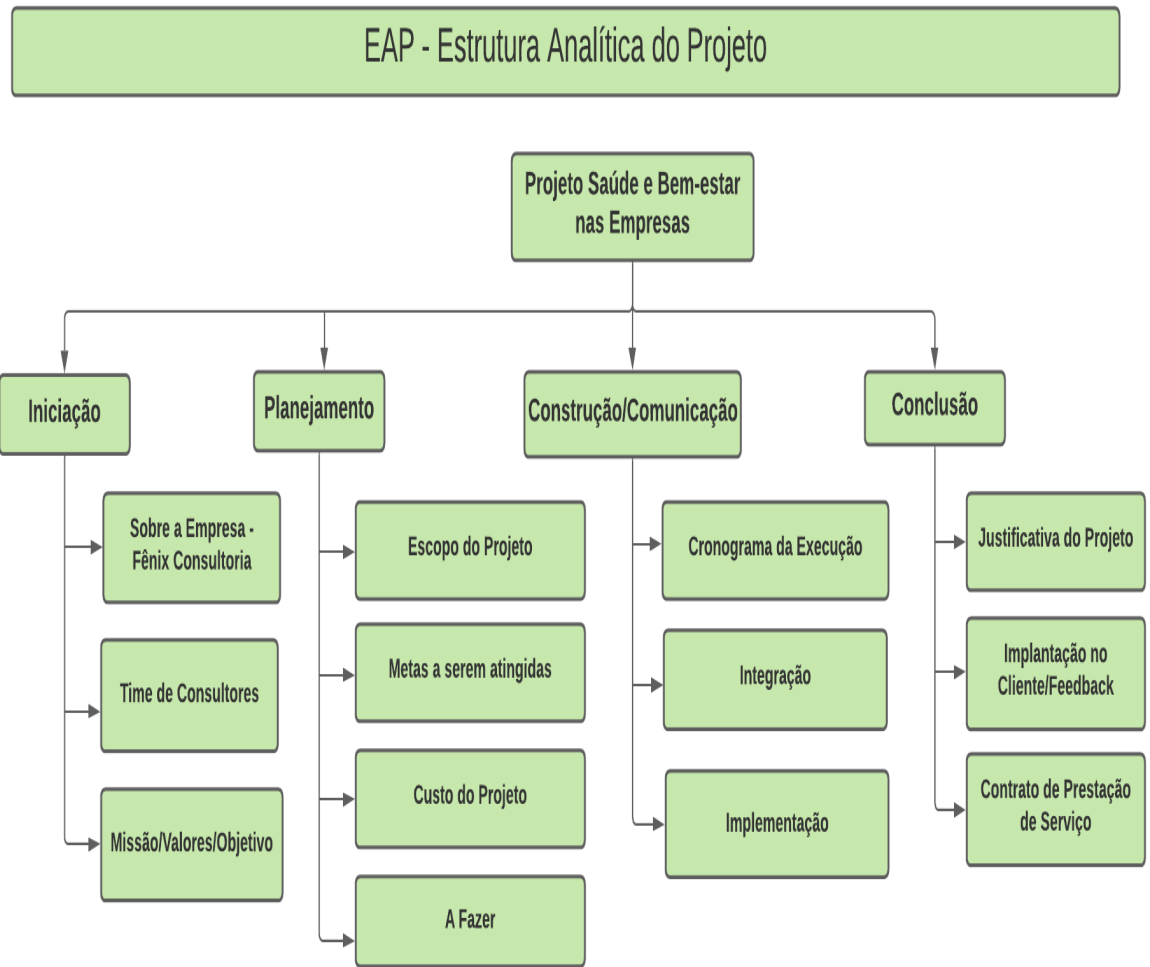 EAP - Estrutura Analítica do Projeto
Projeto Saúde e Bem-estar
nas Empresas
Iniciação
Planejamento
Construção/Comunicação
Conclusão
Sobre a Empresa -
Fênix Consultoria
Time de Consultores
Missão/Valores/Objetivo
Escopo do Projeto
Metas a serem atingidas
Custo do Projeto
A Fazer
Cronograma da Execução
Integração
Implementação
Justificativa do Projeto
Implantação no
Cliente/Feedback
Contrato de Prestação
de Serviço